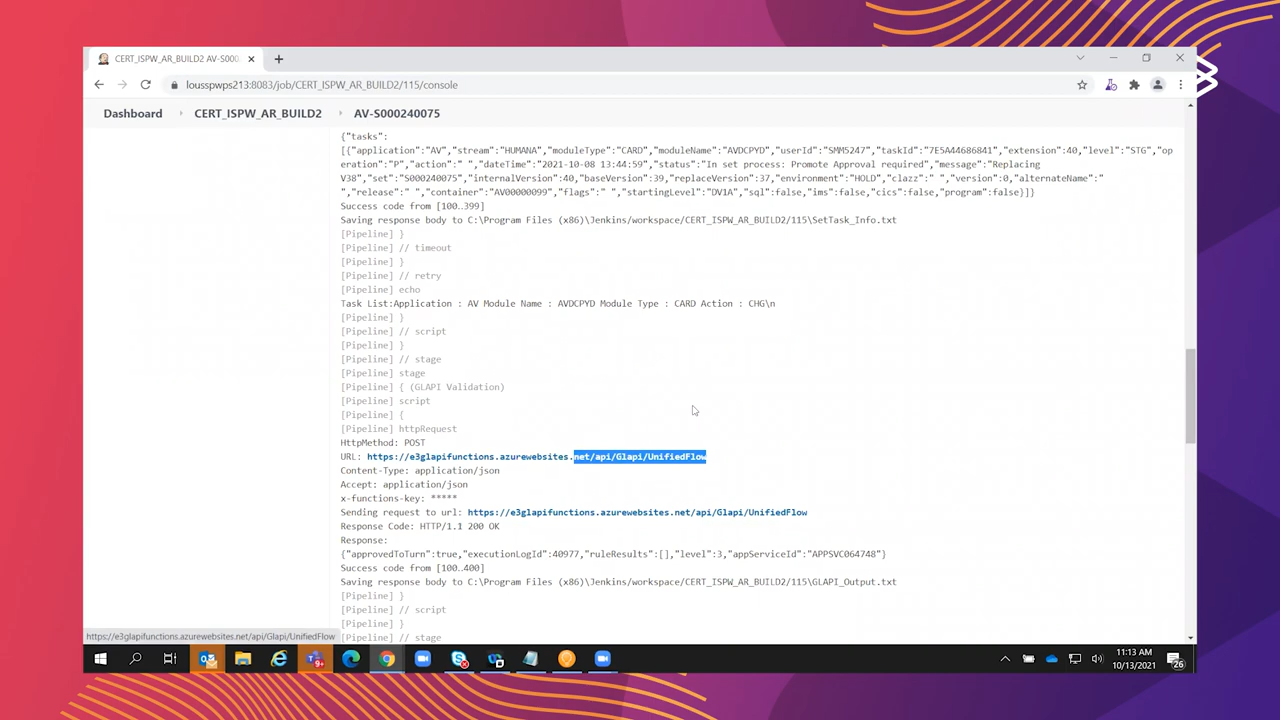 CERT_ISPW_AR_BUILD2 AV-S000
lousspwps213:8083/job/CERT_ISPW_AR_BUILD2/115/console
Dashboard CERT_ISPW_AR_BUILD2 AV-S000240075
{"tasks":
[{"application":"AV","stream":"HUMANA","moduleType":"CARD","moduleName":"AVDCPYD","userId":"SMM5247","taskId":"7E5A44686841","extension":40,"level":"STG","op
eration":"P","action":" ","dateTime":"2021-10-08 13:44:59","status":"In set process: Promote Approval required","message":"Replacing
V38","set":"S000240075","internalVersion":40,"baseVersion":39,"replaceVersion":37,"environment":"HOLD","clazz":" ","version":0,"alternateName":"
","release":" ","container":"AV00000099","flags":" ","startingLevel":"DV1A","sql":false,"ims":false,"cics":false,"program":false}]}
Success code from [100‥399]
Saving response body to C:\Program Files (x86)\Jenkins/workspace/CERT_ISPW_AR_BUILD2/115\SetTask_Info.txt
[Pipeline] }
[Pipeline] // timeout
[Pipeline] }
[Pipeline] // retry
[Pipeline] echo
Task List:Application : AV Module Name : AVDCPYD Module Type : CARD Action : CHG\n
[Pipeline] }
[Pipeline] // script
[Pipeline] }
[Pipeline] // stage
[Pipeline] stage
[Pipeline] { (GLAPI Validation)
[Pipeline] script
[Pipeline] {
[Pipeline] httpRequest
HttpMethod: POST
URL: https://e3glapifunctions.azurewebsites.net/api/Glapi/UnifiedFlow
Content-Type: application/json
Accept: application/json
x-functions-key: *****
Sending request to url: https://e3glapifunctions.azurewebsites.net/api/Glapi/UnifiedFlow
Response Code: HTTP/1.1 200 OK
Response:
{"approvedToTurn":true,"executionLogId":40977,"ruleResults":[],"level":3,"appServiceId":"APPSVC064748"}
Success code from [100‥400]
Saving response body to C:\Program Files (x86)\Jenkins/workspace/CERT_ISPW_AR_BUILD2/115\GLAPI_Output.txt
[Pipeline] }
[Pipeline] // script
[Pipeline] }
[Pipeline] // stage
https://e3glapifunctions.azurewebsites.net/api/Glapi/UnifiedFlow
11:13 AM
10/13/2021
26